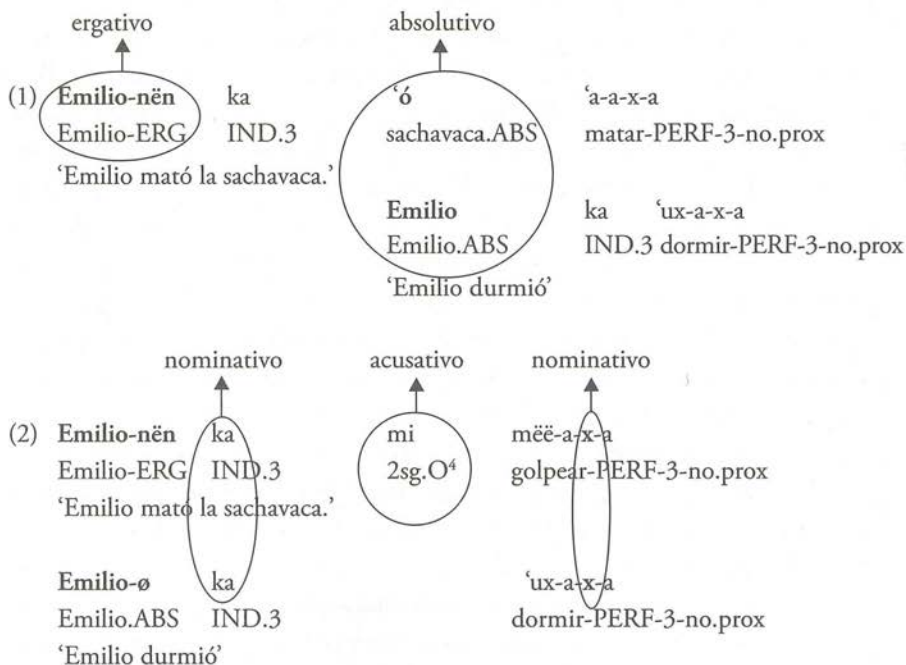 ergativo absolutivo
(1) Emilio-nën ka ‘ó ‘a-a-x-a
Emilio-ERG IND.3 sachavaca.ABS matar-PERF-3-no.prox
‘Emilio mató la sachavaca.’
Emilio ka ‘ux-a-x-a
Emilio.ABS IND.3 dormir-PERF-3-no.prox
‘Emilio durmió’
nominativo acusativo nominativo
(2) Emilio-nën ka mi mëë-a-x-a
Emilio-ERG IND.3 2sg.O⁴ golpear-PERF-3-no.prox
‘Emilio mató la sachavaca.’
Emilio-ø ka ‘ux-a-x-a
Emilio.ABS IND.3 dormir-PERF-3-no.prox
‘Emilio durmió’